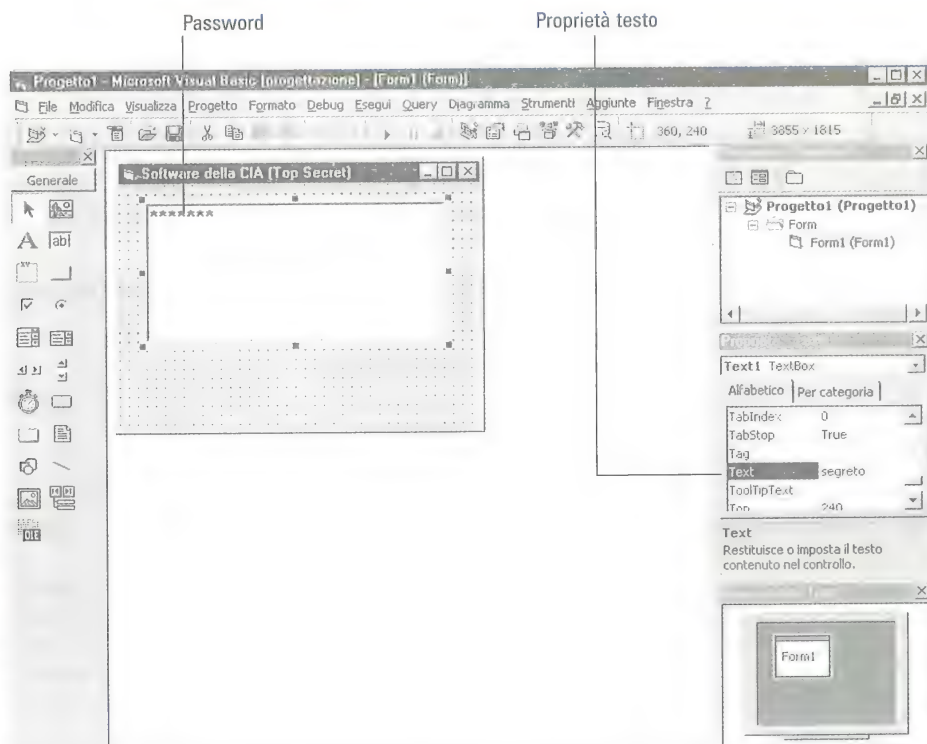 Password
Proprietà testo
Progetto1 - Microsoft Visual Basic [progettazione] - [Form1 (Form)]
File Modifica Visualizza Progetto Formato Debug Esegui Query Diagramma Strumenti Aggiunte Finestra ?
360, 240
3855 x 1815
Generale
Software della CIA (Top Secret)
*******
Progetto1 (Progetto1)
Form
Form1 (Form1)
Text1 TextBox
Alfabetico Per categoria
TabIndex 0
TabStop True
Tag
Text segreto
ToolTipText
Top 240
Text
Restituisce o imposta il testo
contenuto nel controllo.
Form1